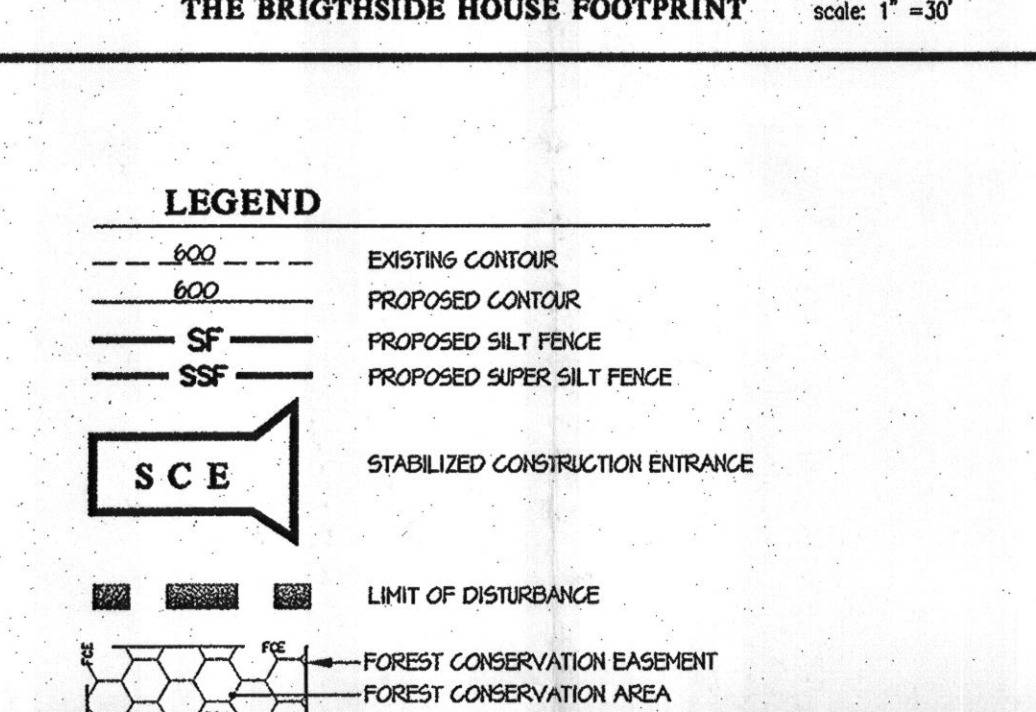 THE BRIGTHSIDE HOUSE FOOTPRINT scale: 1" =30'
LEGEND
600 EXISTING CONTOUR
600 PROPOSED CONTOUR
SF PROPOSED SILT FENCE
SSF PROPOSED SUPER SILT FENCE
S C E STABILIZED CONSTRUCTION ENTRANCE
LIMIT OF DISTURBANCE
FCE FCE FOREST CONSERVATION EASEMENT
FOREST CONSERVATION AREA